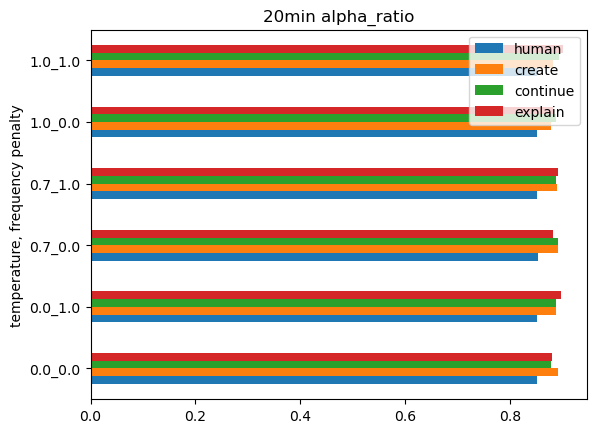 20min alpha_ratio
human
create
continue
explain
temperature, frequency penalty
1.0_1.0
1.0_0.0
0.7_1.0
0.7_0.0
0.0_1.0
0.0_0.0
0.0 0.2 0.4 0.6 0.8